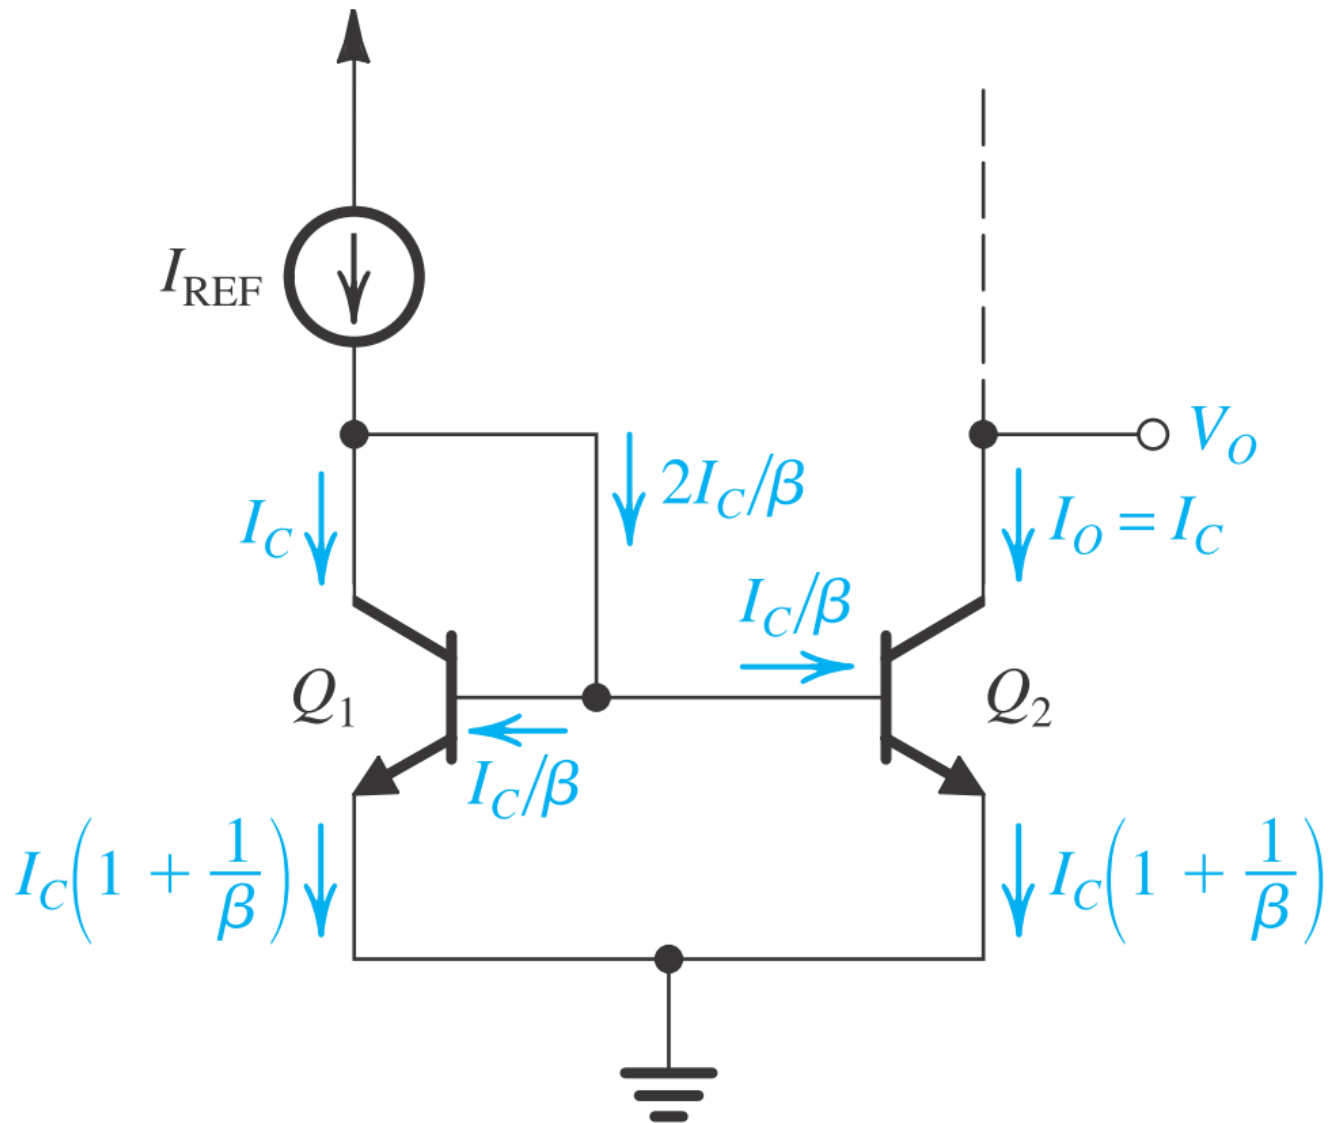 I_REF
V_O
2I_C/β
I_C
I_O = I_C
I_C/β
Q_1
Q_2
I_C/β
I_C(1 + 1/β)
I_C(1 + 1/β)